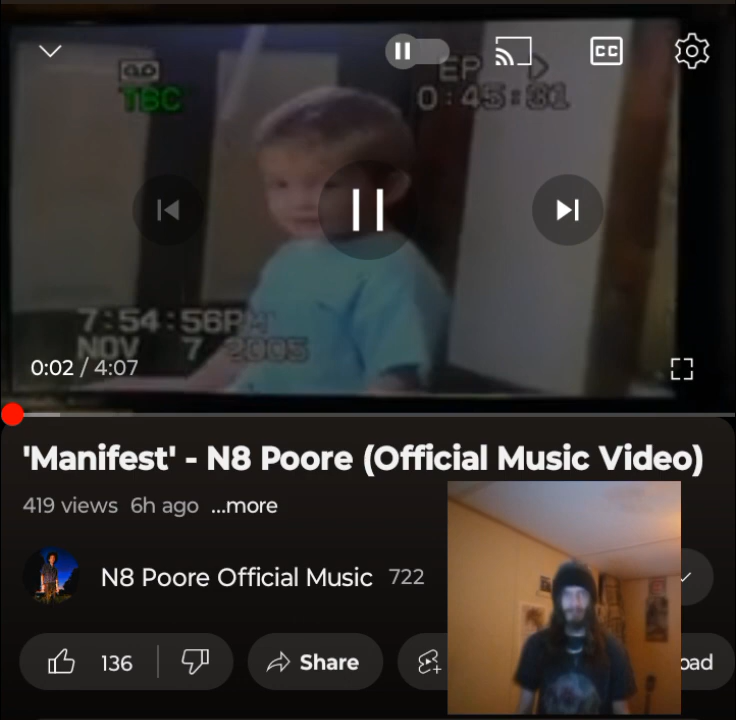 CC
EP
TBC
0:45:31
7:54:56PM
NOV 7 2005
0:02 / 4:07
'Manifest' - N8 Poore (Official Music Video)
419 views 6h ago ...more
N8 Poore Official Music 722
136 Share oad